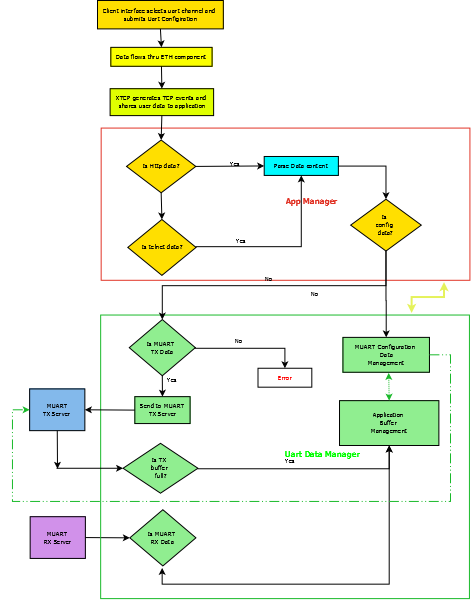 Client interface selects uart channel and
submits Uart Configuration
Data flows thru ETH component
XTCP generates TCP events and
shares user data to application
Is Http data?
Yes
Parse Data content
App Manager
Is
config
data?
Is telnet data?
Yes
No
No
Is MUART
TX Data
No
MUART Configuration
Data
Management
Yes
Error
MUART
TX Server
Send to MUART
TX Server
Application
Buffer
Management
Is TX
buffer
full?
Uart Data Manager
Yes
MUART
RX Server
Is MUART
RX Data